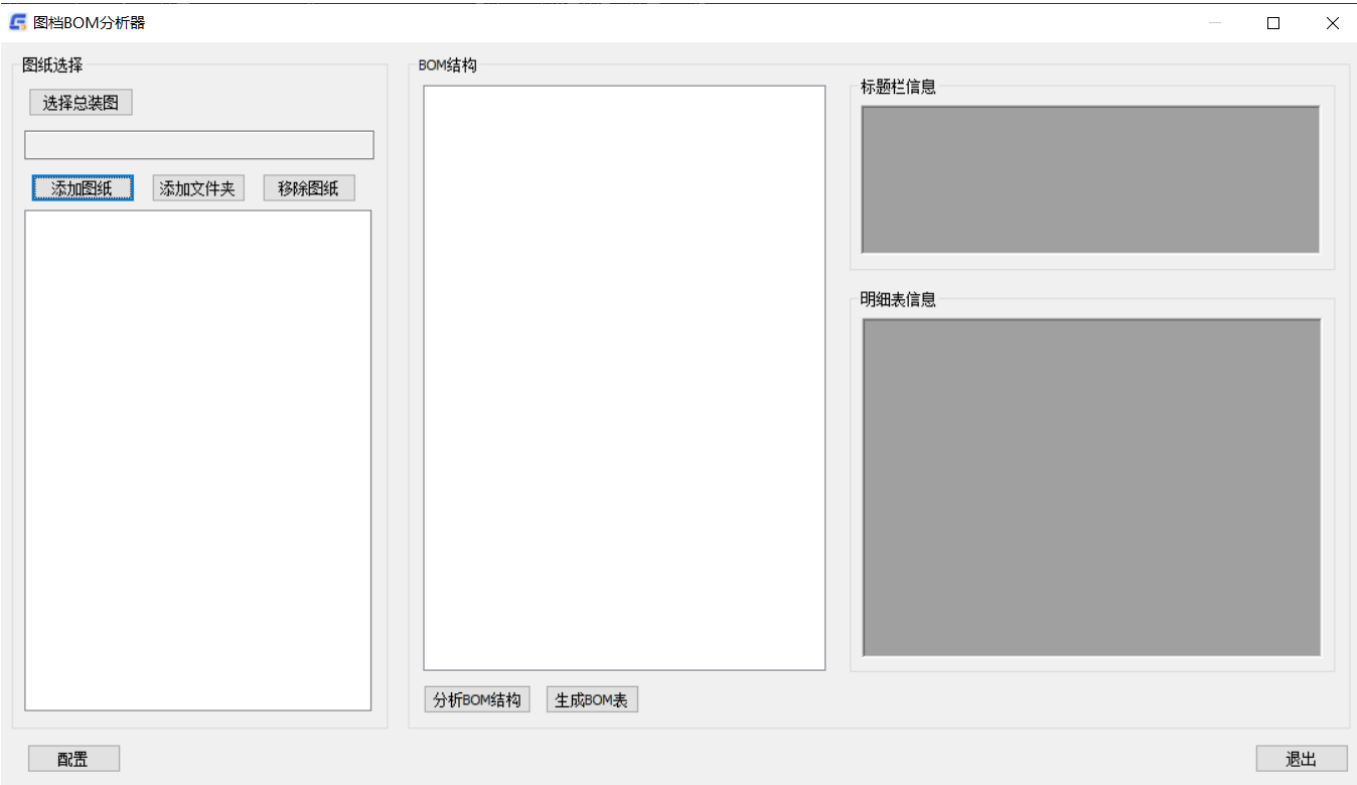 图档BOM分析器
图纸选择
选择总装图
添加图纸 添加文件夹 移除图纸
BOM结构
标题栏信息
明细表信息
分析BOM结构 生成BOM表
配置
退出